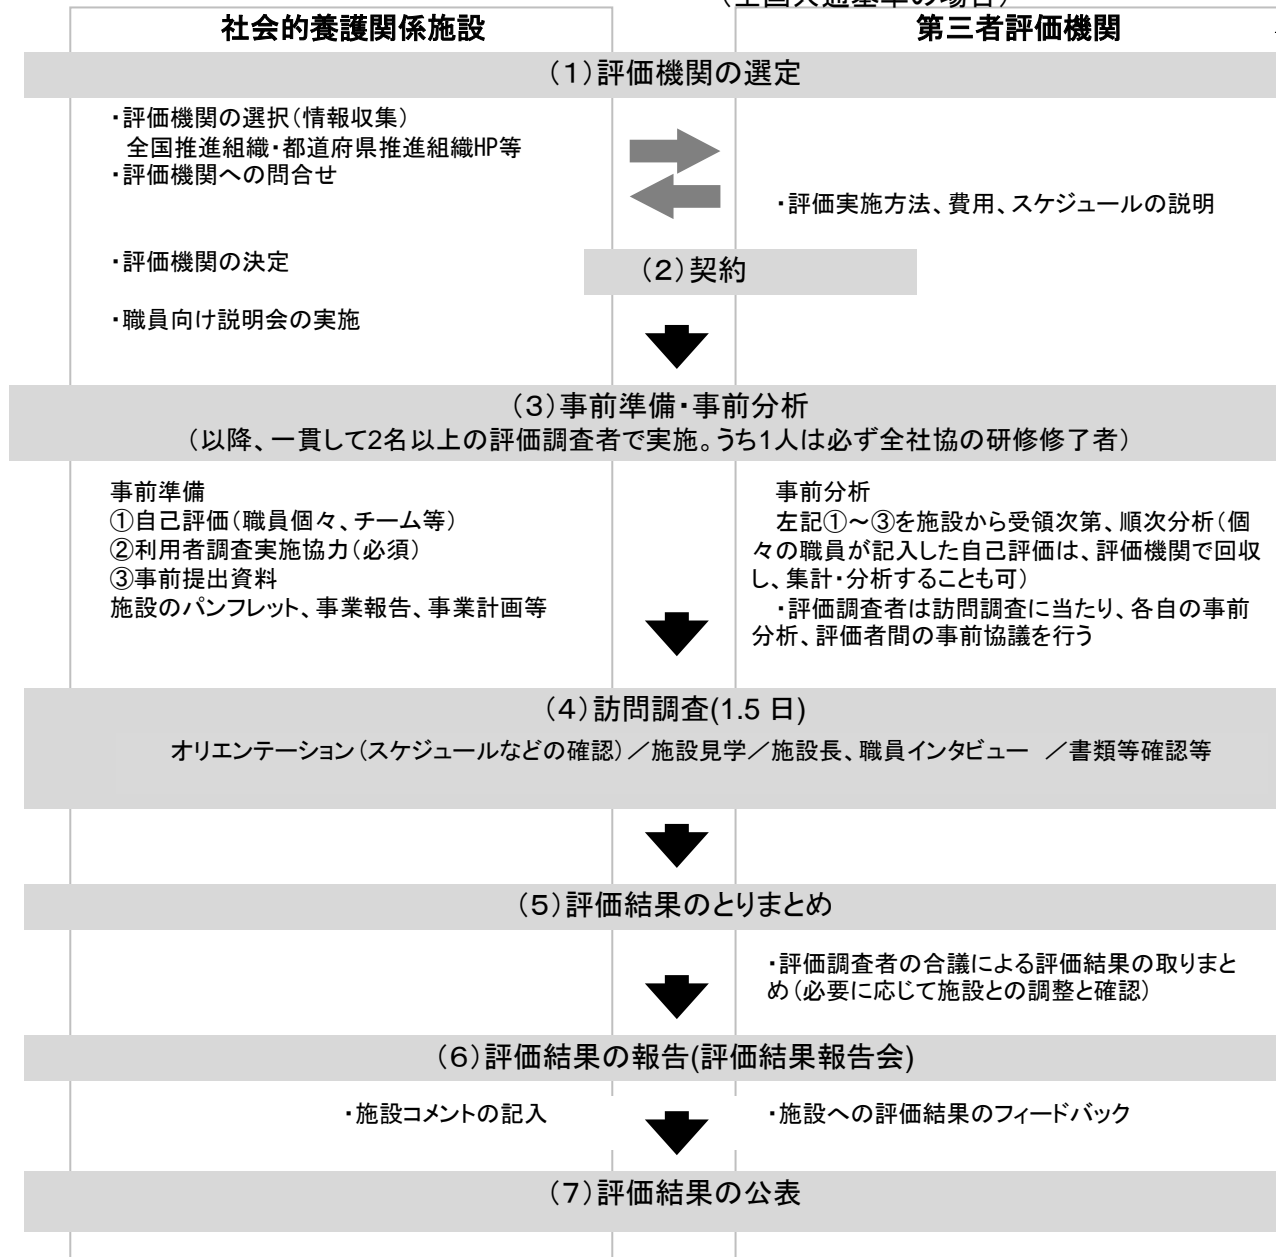 (全国共通基準の場合)
社会的養護関係施設
第三者評価機関
(1)評価機関の選定
・評価機関の選択(情報収集)
全国推進組織・都道府県推進組織HP等
・評価機関への問合せ
・評価実施方法、費用、スケジュールの説明
・評価機関の決定
(2)契約
・職員向け説明会の実施
(3)事前準備・事前分析
(以降、一貫して2名以上の評価調査者で実施。うち1人は必ず全社協の研修修了者)
事前準備
①自己評価(職員個々、チーム等)
②利用者調査実施協力(必須)
③事前提出資料
施設のパンフレット、事業報告、事業計画等
事前分析
左記①~③を施設から受領次第、順次分析(個
々の職員が記入した自己評価は、評価機関で回収
し、集計・分析することも可)
・評価調査者は訪問調査に当たり、各自の事前
分析、評価者間の事前協議を行う
(4)訪問調査(1.5 日)
オリエンテーション(スケジュールなどの確認)/施設見学/施設長、職員インタビュー /書類等確認等
(5)評価結果のとりまとめ
・評価調査者の合議による評価結果の取りまと
め(必要に応じて施設との調整と確認)
(6)評価結果の報告(評価結果報告会)
・施設コメントの記入
・施設への評価結果のフィードバック
(7)評価結果の公表